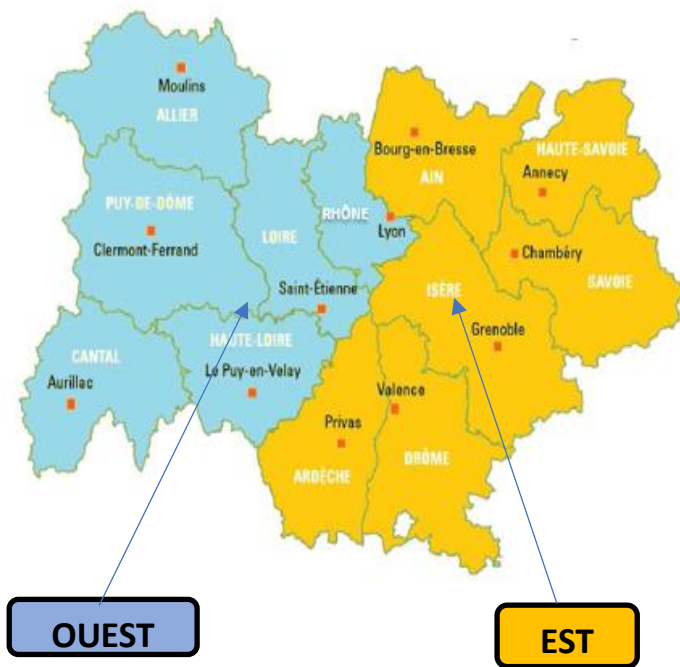 Moulins
ALLIER
Bourg-en-Bresse
AIN
HAUTE-SAVOIE
Annecy
PUY-DE-DÔME
Clermont-Ferrand
LOIRE
RHÔNE
Lyon
Chambéry
SAVOIE
Saint-Étienne
ISÈRE
Grenoble
HAUTE-LOIRE
Le Puy-en-Velay
CANTAL
Aurillac
Valence
Privas
ARDÈCHE
DRÔME
OUEST
EST